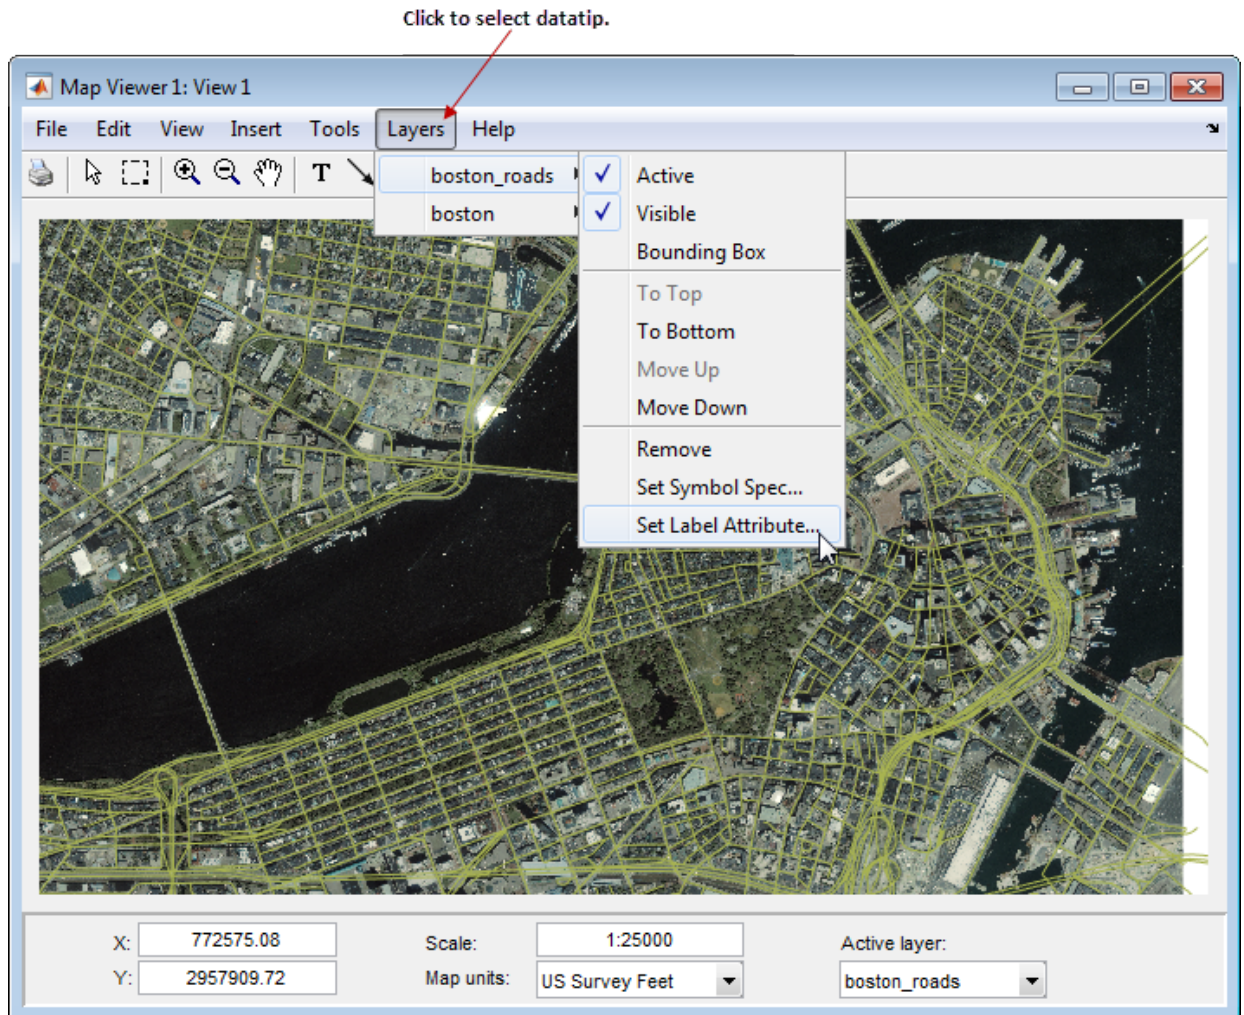 Click to select datatip.
Map Viewer 1: View 1
File Edit View Insert Tools Layers Help
T
boston_roads
boston
Active
Visible
Bounding Box
To Top
To Bottom
Move Up
Move Down
Remove
Set Symbol Spec...
Set Label Attribute...
X: 772575.08 Scale: 1:25000 Active layer:
Y: 2957909.72 Map units: US Survey Feet boston_roads